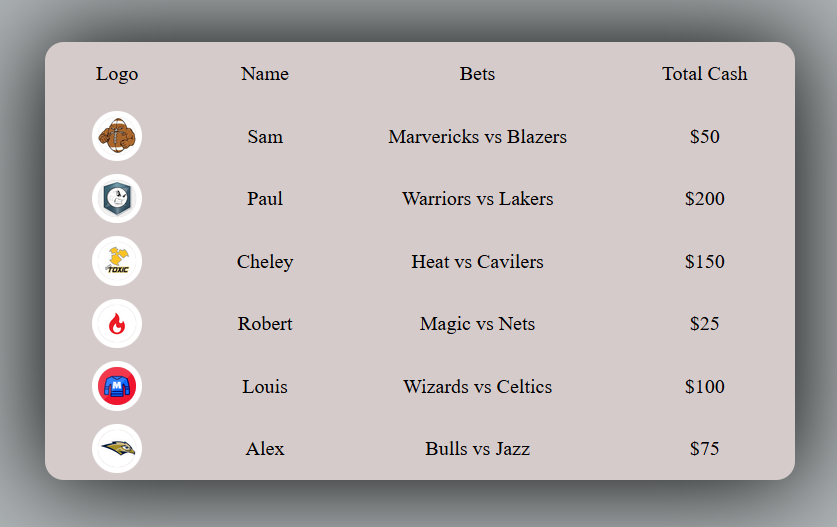 Logo Name Bets Total Cash
Sam Marvericks vs Blazers $50
Paul Warriors vs Lakers $200
TOXIC Cheley Heat vs Cavilers $150
Robert Magic vs Nets $25
M Louis Wizards vs Celtics $100
Alex Bulls vs Jazz $75